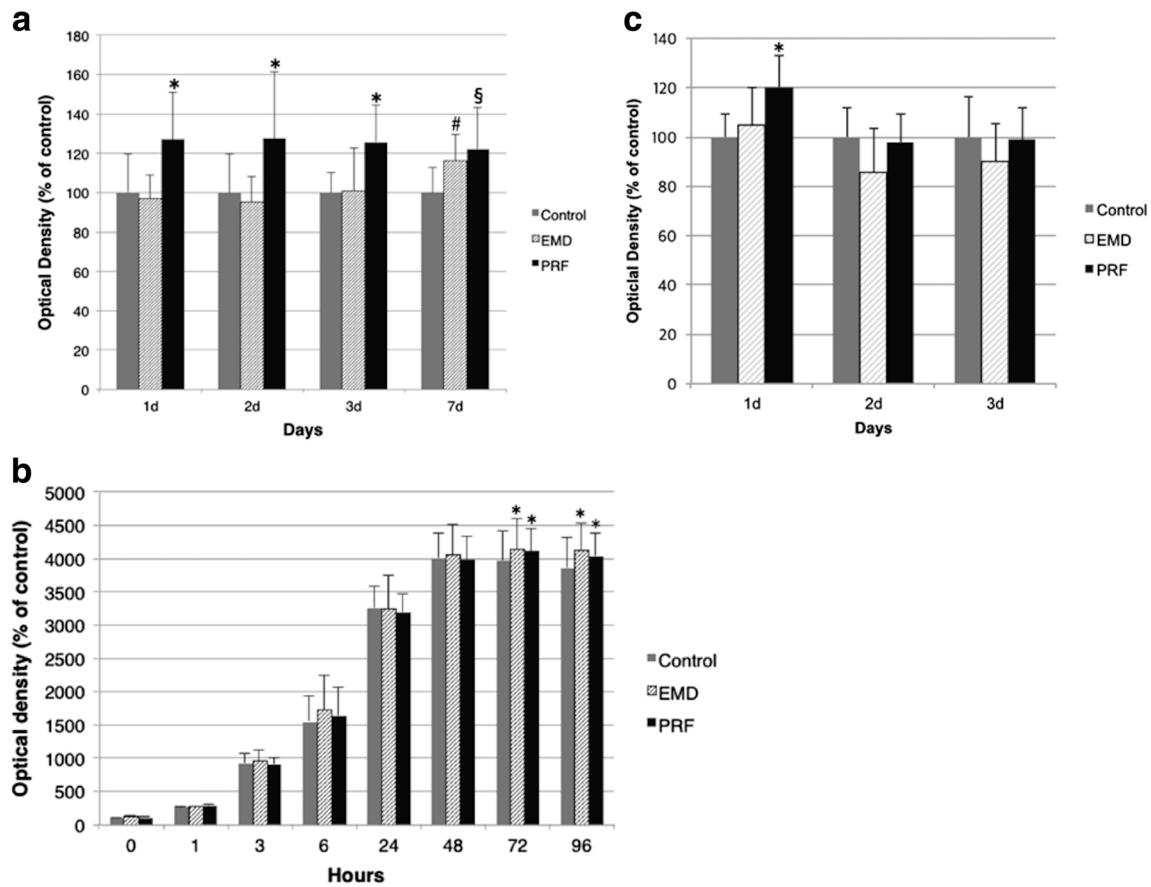 a
180
160
140
120
100
80
60
40
20
0
Optical Density (% of control)
* * * # §
1d 2d 3d 7d
Days
Control
EMD
PRF
c
140
120
100
80
60
40
20
0
Opticlal Density (% of control)
*
1d 2d 3d
Days
Control
EMD
PRF
b
5000
4500
4000
3500
3000
2500
2000
1500
1000
500
0
Optical density (% of control)
* * * *
0 1 3 6 24 48 72 96
Hours
Control
EMD
PRF